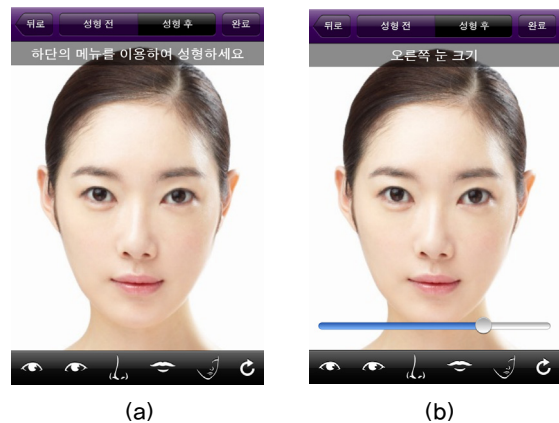 뒤로 성형 전 성형 후 완료
하단의 메뉴를 이용하여 성형하세요
(a)
뒤로 성형 전 성형 후 완료
오른쪽 눈 크기
(b)